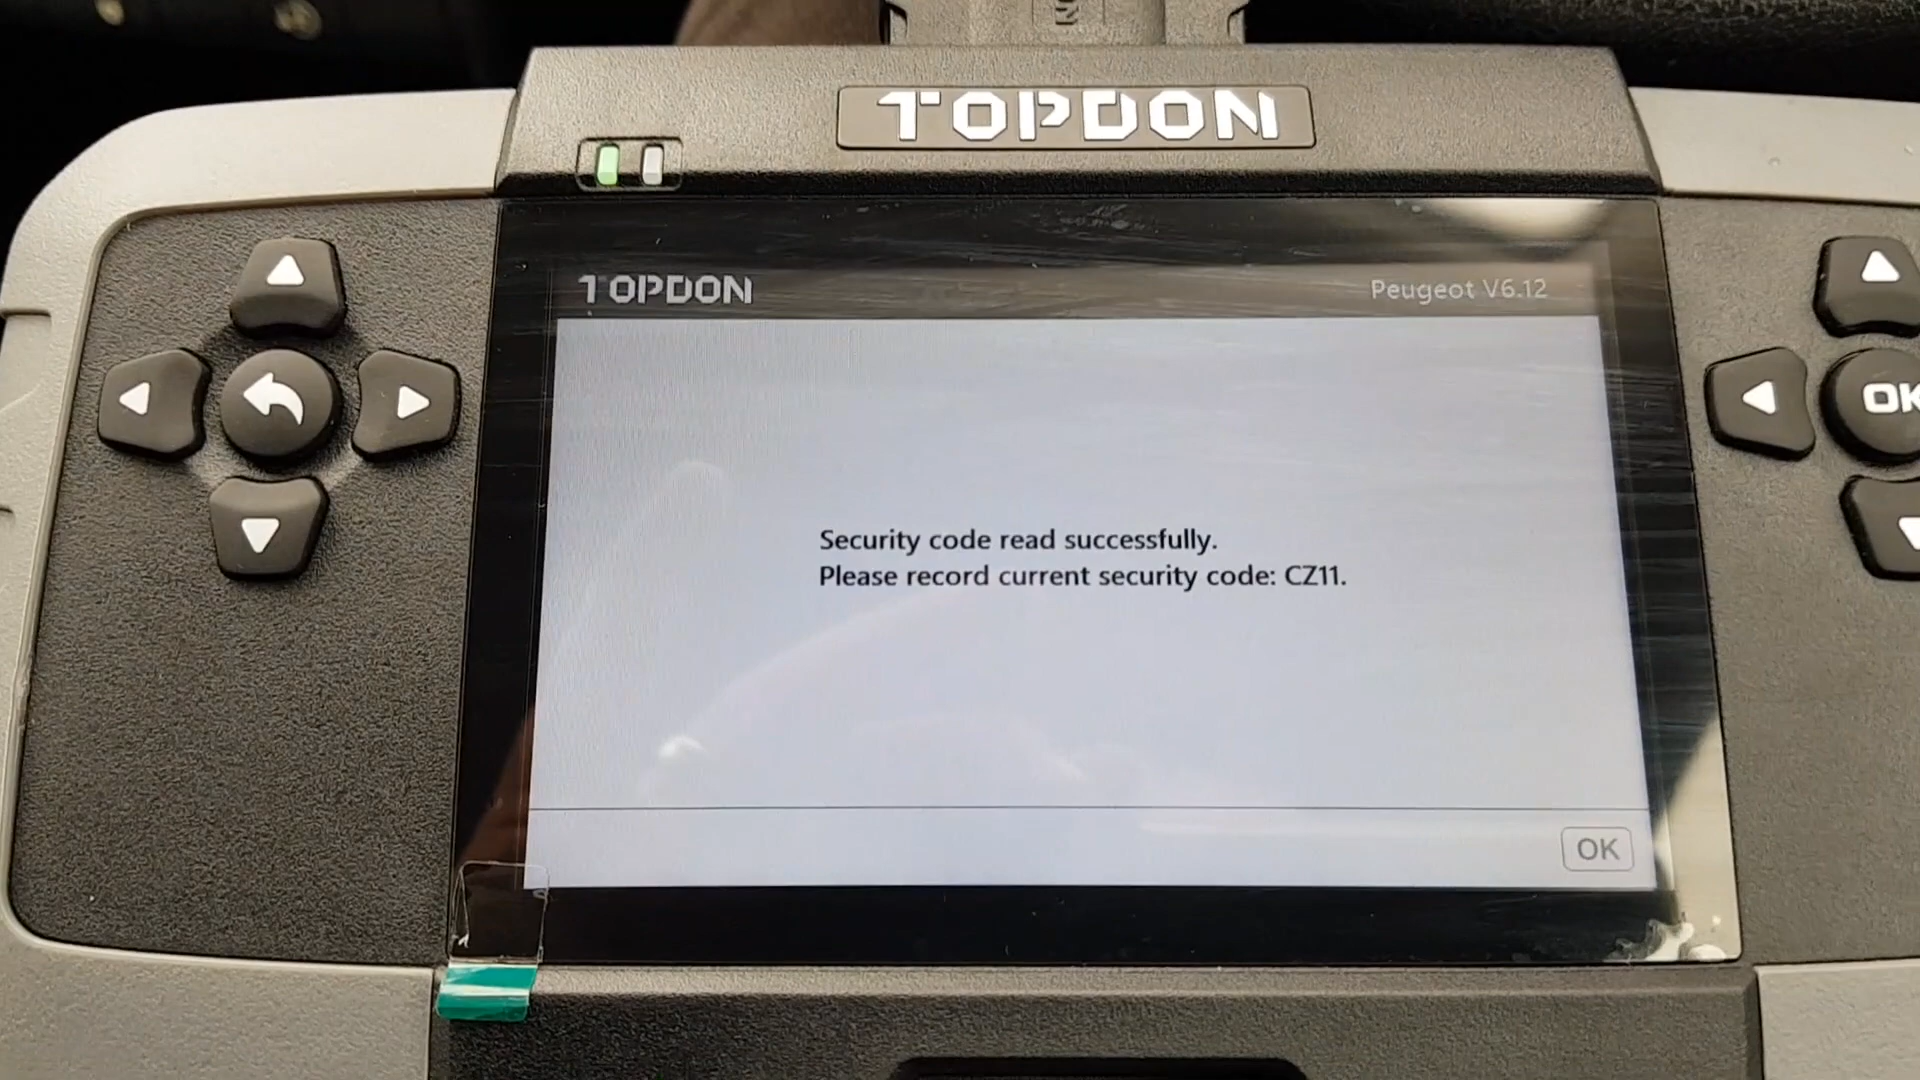 TOPDON
TOPDON
Peugeot V6.12
OK
Security code read successfully.
Please record current security code: CZ11.
OK